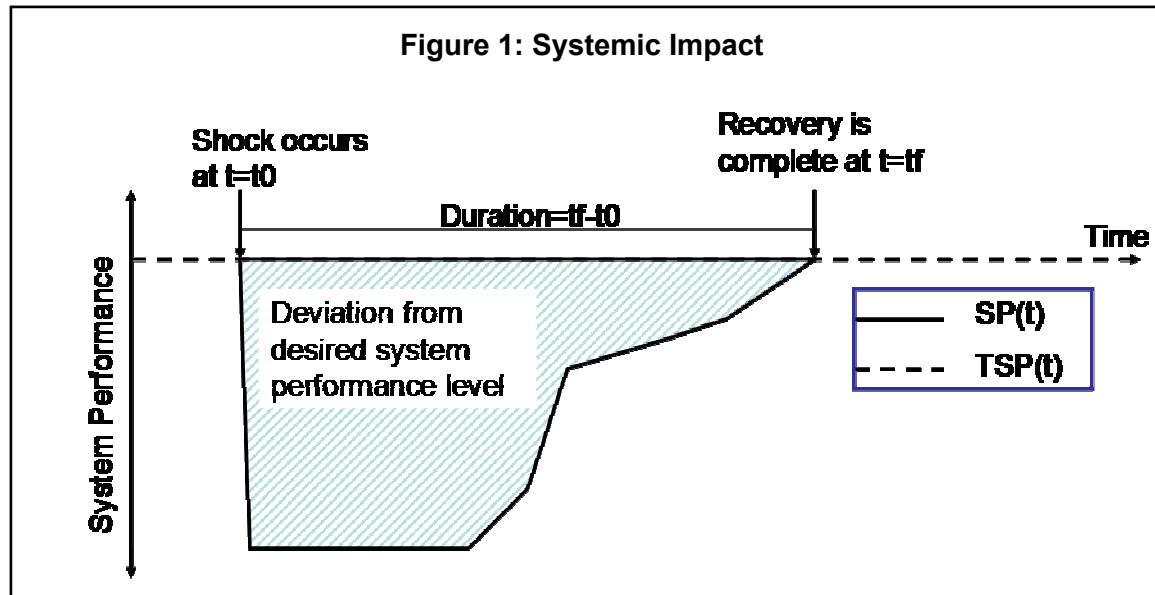 Figure 1: Systemic Impact
Shock occurs
at t=t0
Recovery is
complete at t=tf
Duration=tf-t0
Time
System Performance
Deviation from
desired system
performance level
SP(t)
TSP(t)